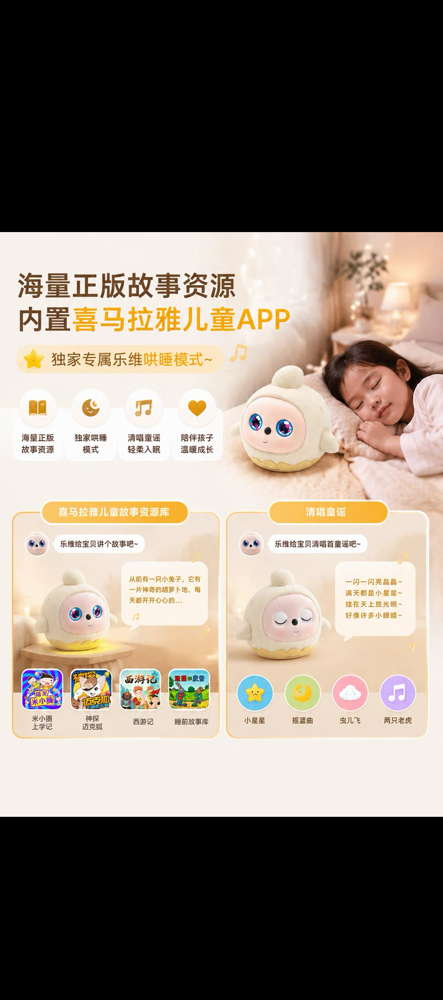 海量正版故事资源
内置喜马拉雅儿童APP
独家专属乐维哄睡模式~
海量正版
故事资源
独家哄睡
模式
清唱童谣
轻柔入眠
陪伴孩子
温暖成长
喜马拉雅儿童故事资源库
乐维给宝贝讲个故事吧~
从前有一只小兔子，它有
一片神奇的胡萝卜地，每
天都开开心心的...
西游记
米小圈
上学记
神探
迈克狐
西游记
睡前故事库
清唱童谣
乐维给宝贝清唱首童谣吧~
一闪一闪亮晶晶~
满天都是小星星~
挂在天上放光明~
好像许多小眼睛~
小星星
摇篮曲
虫儿飞
两只老虎